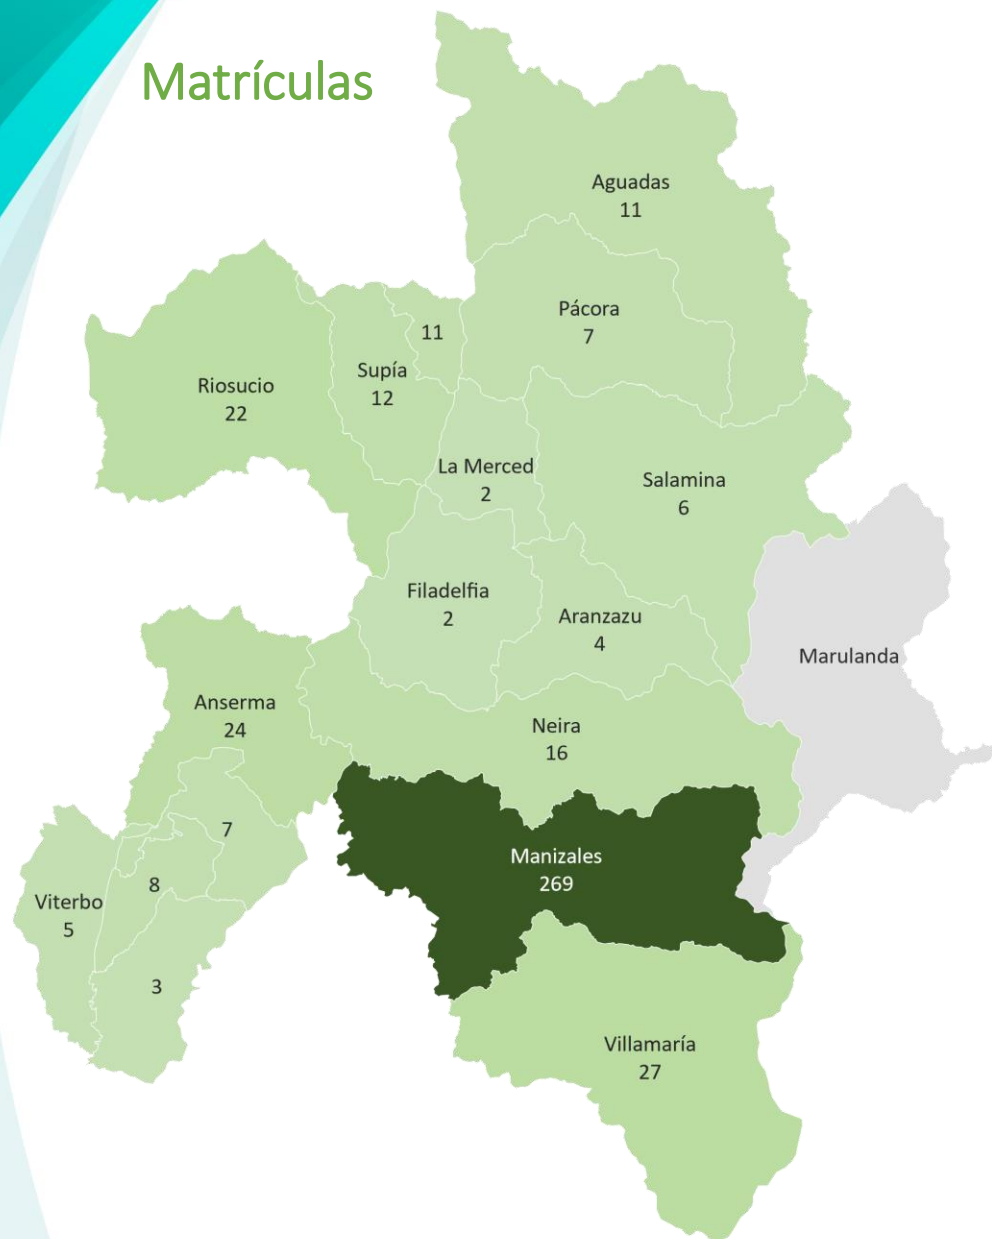 Matrículas
Aguadas
11
Pácora
7
11
Supía
12
Riosucio
22
La Merced
2
Salamina
6
Filadelfia
2
Aranzazu
4
Marulanda
Anserma
24
Neira
16
7
Manizales
269
8
Viterbo
5
3
Villamaría
27